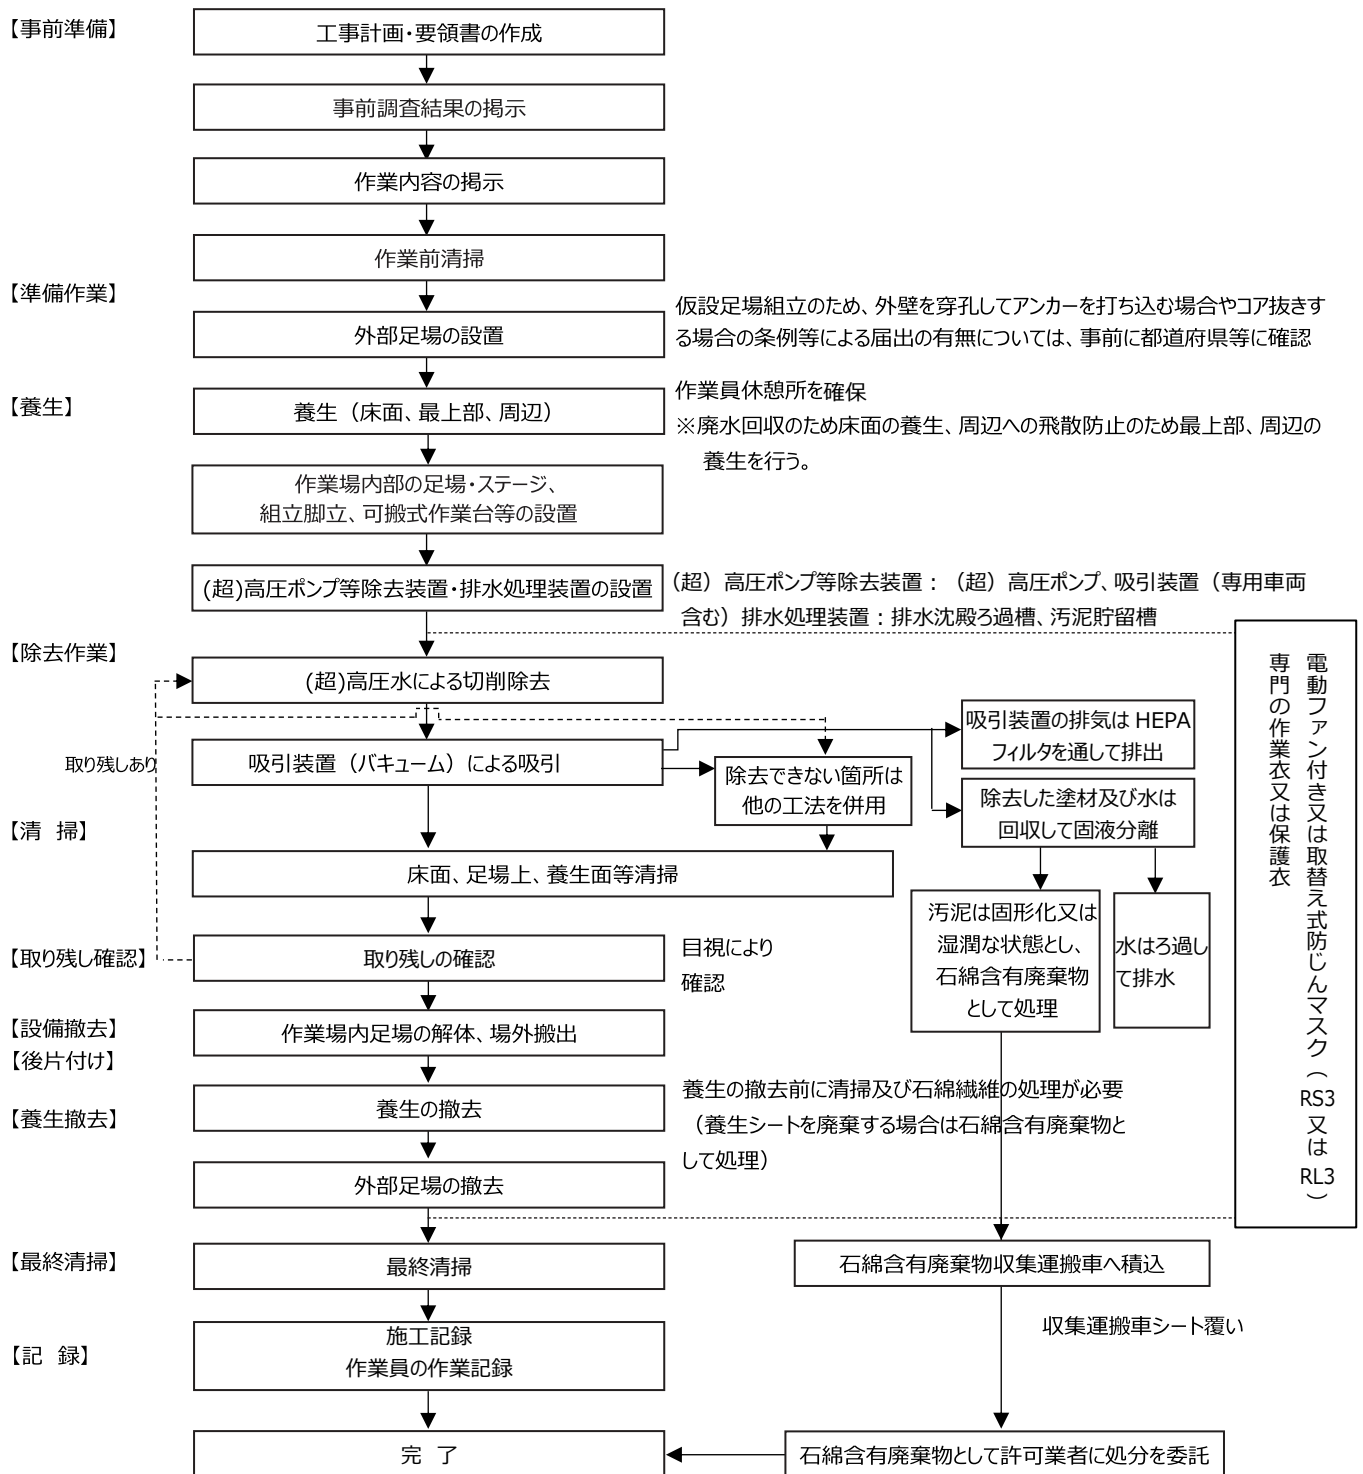 【事前準備】
工事計画・要領書の作成
事前調査結果の掲示
作業内容の掲示
作業前清掃
【準備作業】
外部足場の設置
仮設足場組立のため、外壁を穿孔してアンカーを打ち込む場合やコア抜きす
る場合の条例等による届出の有無については、事前に都道府県等に確認
【養生】
養生（床面、最上部、周辺）
作業員休憩所を確保
※廃水回収のため床面の養生、周辺への飛散防止のため最上部、周辺の
養生を行う。
作業場内部の足場・ステージ、
組立脚立、可搬式作業台等の設置
(超)高圧ポンプ等除去装置・排水処理装置の設置
（超）高圧ポンプ等除去装置：（超）高圧ポンプ、吸引装置（専用車両
含む）排水処理装置：排水沈殿ろ過槽、汚泥貯留槽
【除去作業】
(超)高圧水による切削除去
電動ファン付き又は取替え式防じんマスク（RS3又はRL3）
専門の作業衣又は保護衣
取り残しあり
吸引装置（バキューム）による吸引
除去できない箇所は
他の工法を併用
吸引装置の排気は HEPA
フィルタを通して排出
除去した塗材及び水は
回収して固液分離
【清　掃】
床面、足場上、養生面等清掃
汚泥は固形化又は
湿潤な状態とし、
石綿含有廃棄物
として処理
水はろ過し
て排水
【取り残し確認】
取り残しの確認
目視により
確認
【設備撤去】
【後片付け】
作業場内足場の解体、場外搬出
【養生撤去】
養生の撤去
養生の撤去前に清掃及び石綿繊維の処理が必要
（養生シートを廃棄する場合は石綿含有廃棄物と
して処理）
外部足場の撤去
【最終清掃】
最終清掃
石綿含有廃棄物収集運搬車へ積込
収集運搬車シート覆い
【記　録】
施工記録
作業員の作業記録
完　了
石綿含有廃棄物として許可業者に処分を委託